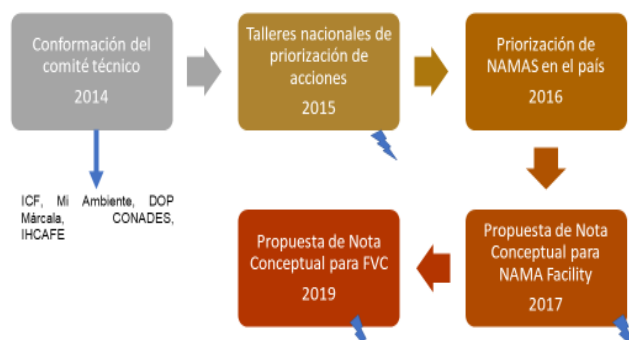 Conformación del
comité técnico
2014
Talleres nacionales de
priorización de
acciones
2015
Priorización de
NAMAS en el país
2016
ICF, Mi Ambiente, DOP
Márcala, CONADES,
IHCAFE
Propuesta de Nota
Conceptual para
NAMA Facility
2017
Propuesta de Nota
Conceptual para FVC
2019